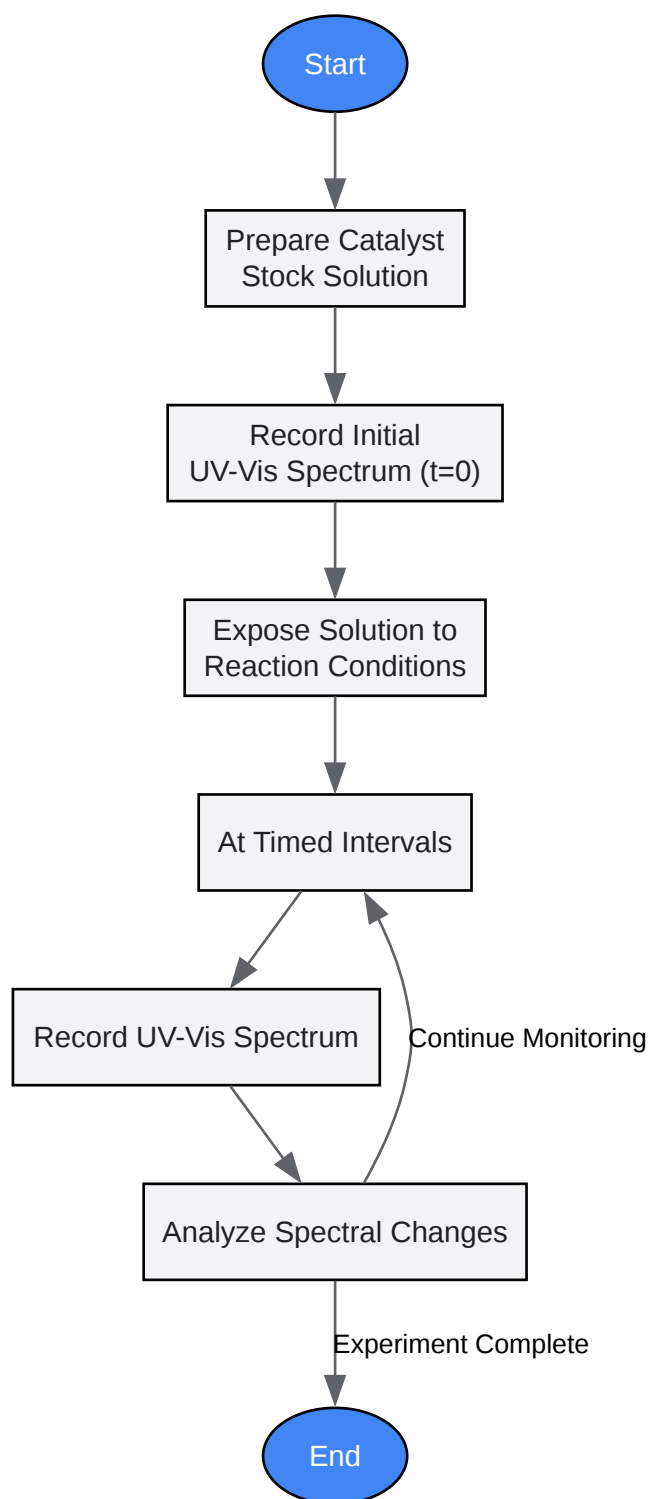 Start
Prepare Catalyst
Stock Solution
Record Initial
UV-Vis Spectrum (t=0)
Expose Solution to
Reaction Conditions
At Timed Intervals
Record UV-Vis Spectrum
Continue Monitoring
Analyze Spectral Changes
Experiment Complete
End